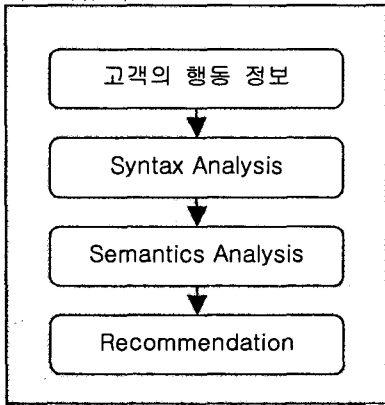 고객의 행동 정보
Syntax Analysis
Semantics Analysis
Recommendation